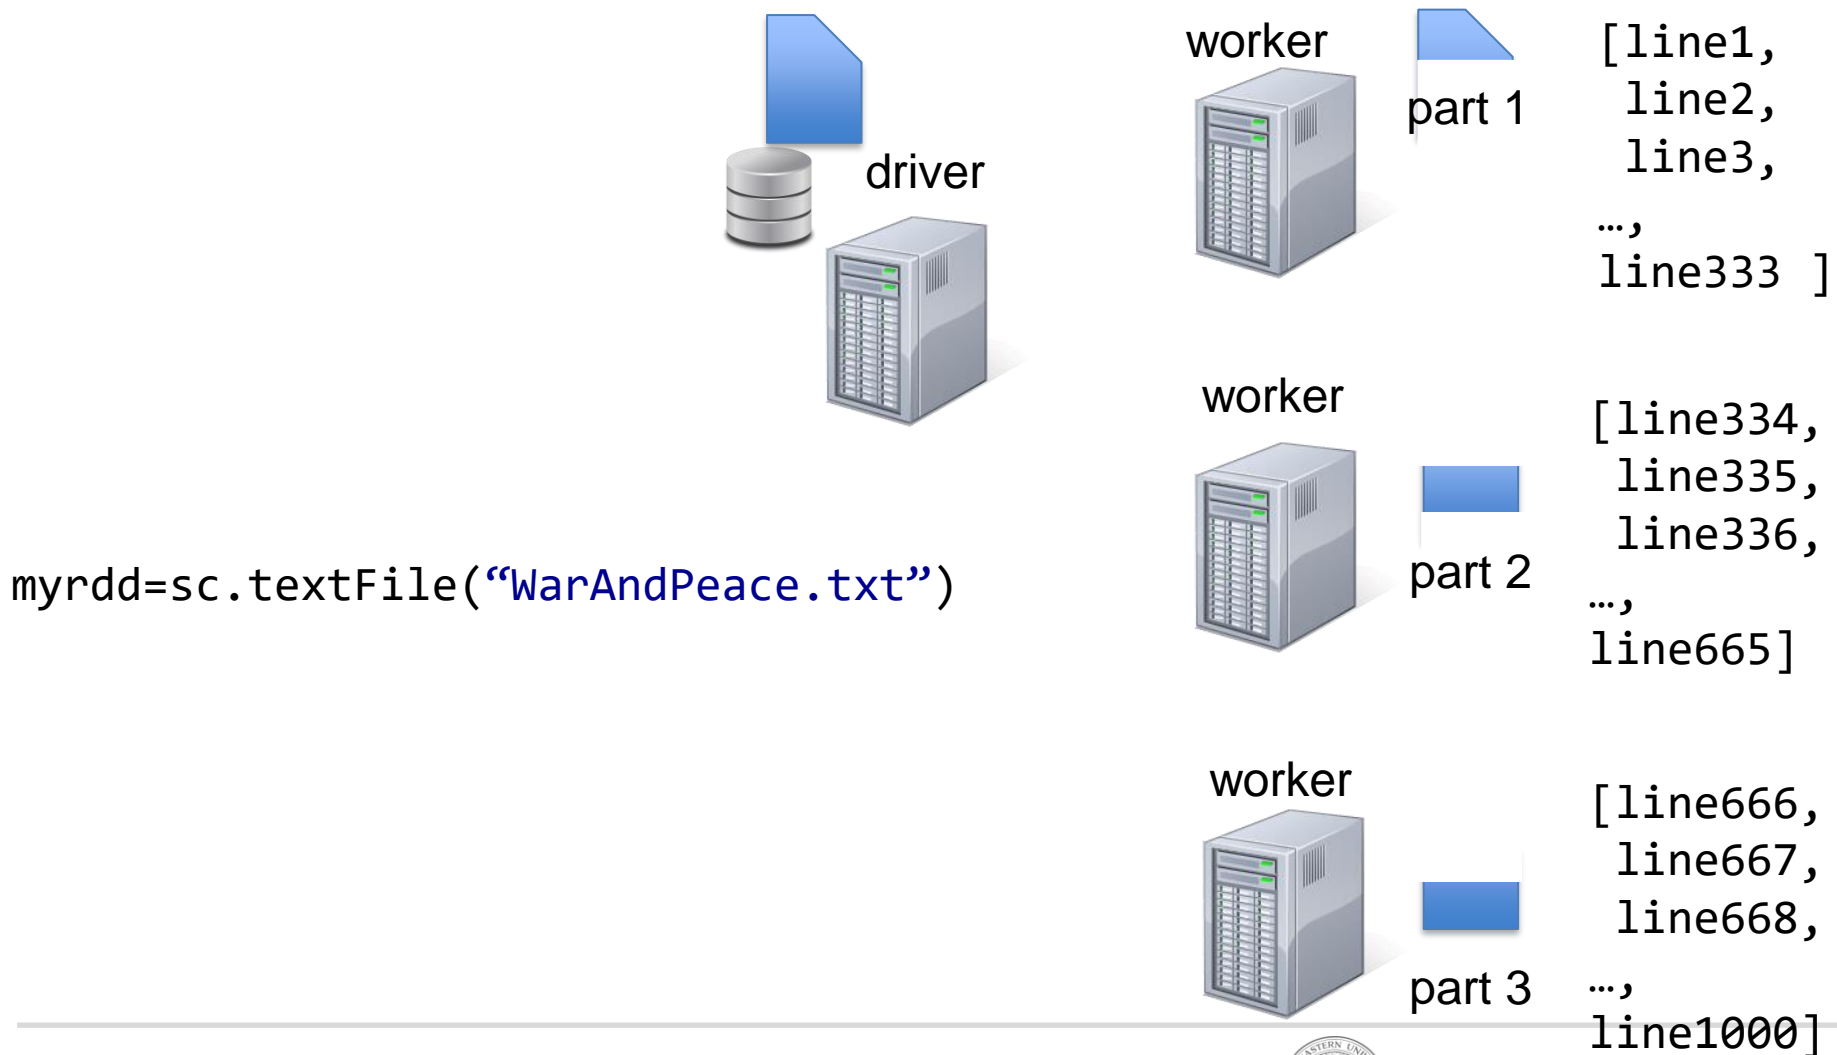 driver
myrdd=sc.textFile(“WarAndPeace.txt”)
worker
part 1
[line1,
line2,
line3,
…,
line333 ]
worker
part 2
[line334,
line335,
line336,
…,
line665]
worker
part 3
[line666,
line667,
line668,
…,
line1000]